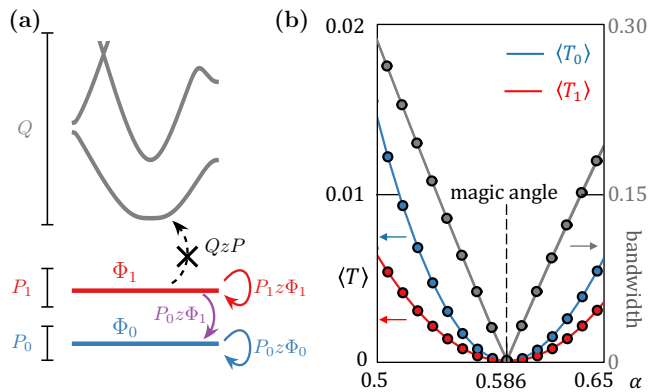 (a)
Q
QzP
P₁
Φ₁
P₁zΦ₁
P₀zΦ₁
P₀
Φ₀
P₀zΦ₀
(b)
0.02
0.30
⟨T₀⟩
⟨T₁⟩
0.01
magic angle
0.15
⟨T⟩
bandwidth
0
0
0.5
0.586
0.65
α